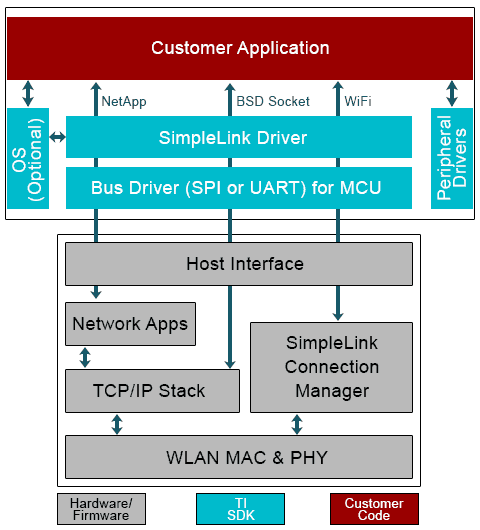 Customer Application
NetApp
BSD Socket
WiFi
OS
(Optional)
SimpleLink Driver
Peripheral
Drivers
Bus Driver (SPI or UART) for MCU
Host Interface
Network Apps
SimpleLink
Connection
Manager
TCP/IP Stack
WLAN MAC & PHY
Hardware/
Firmware
TI
SDK
Customer
Code